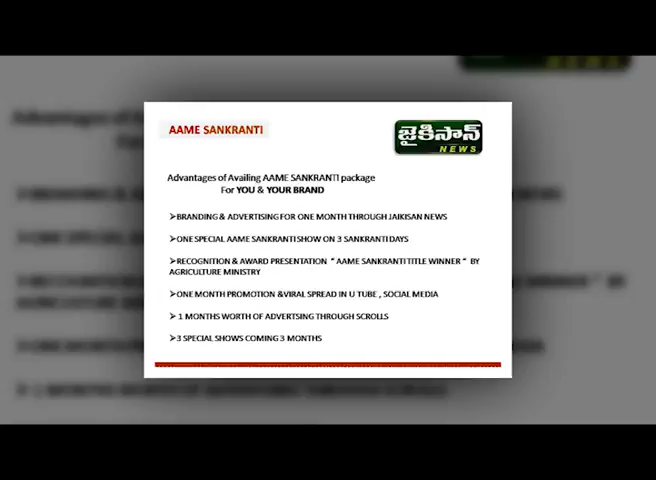 AAME SANKRANTI
జైకిసాన్
NEWS
Advantages of Availing AAME SANKRANTI package
For YOU & YOUR BRAND
➢BRANDING & ADVERTISING FOR ONE MONTH THROUGH JAIKISAN NEWS
➢ONE SPECIAL AAME SANKRANTI SHOW ON 3 SANKRANTI DAYS
➢RECOGNITION & AWARD PRESENTATION “ AAME SANKRANTI TITLE WINNER ” BY
AGRICULTURE MINISTRY
➢ONE MONTH PROMOTION & VIRAL SPREAD IN U TUBE , SOCIAL MEDIA
➢1 MONTHS WORTH OF ADVERTSING THROUGH SCROLLS
➢3 SPECIAL SHOWS COMING 3 MONTHS